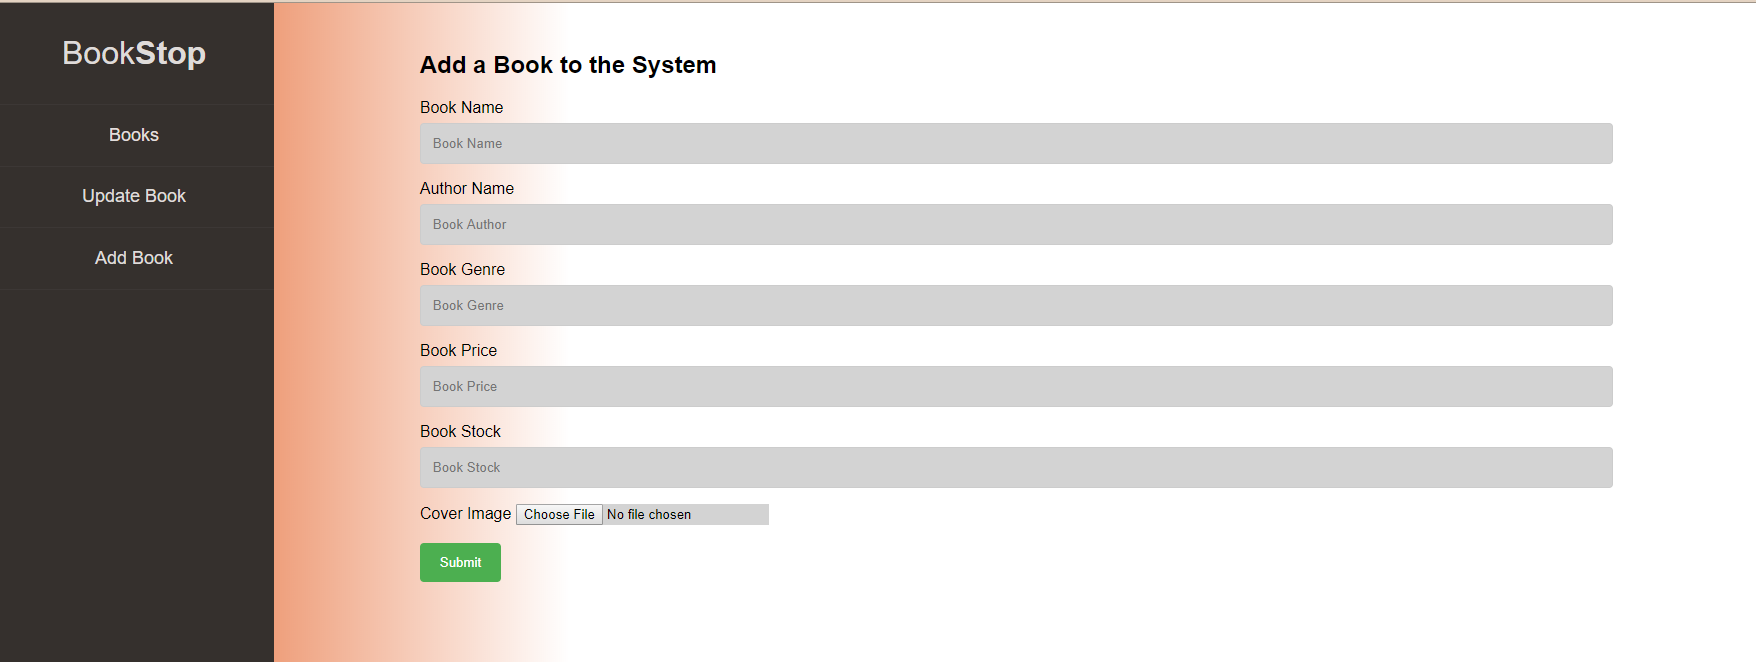 BookStop
Books
Update Book
Add Book
Add a Book to the System
Book Name
Book Name
Author Name
Book Author
Book Genre
Book Genre
Book Price
Book Price
Book Stock
Book Stock
Cover Image Choose File No file chosen
Submit